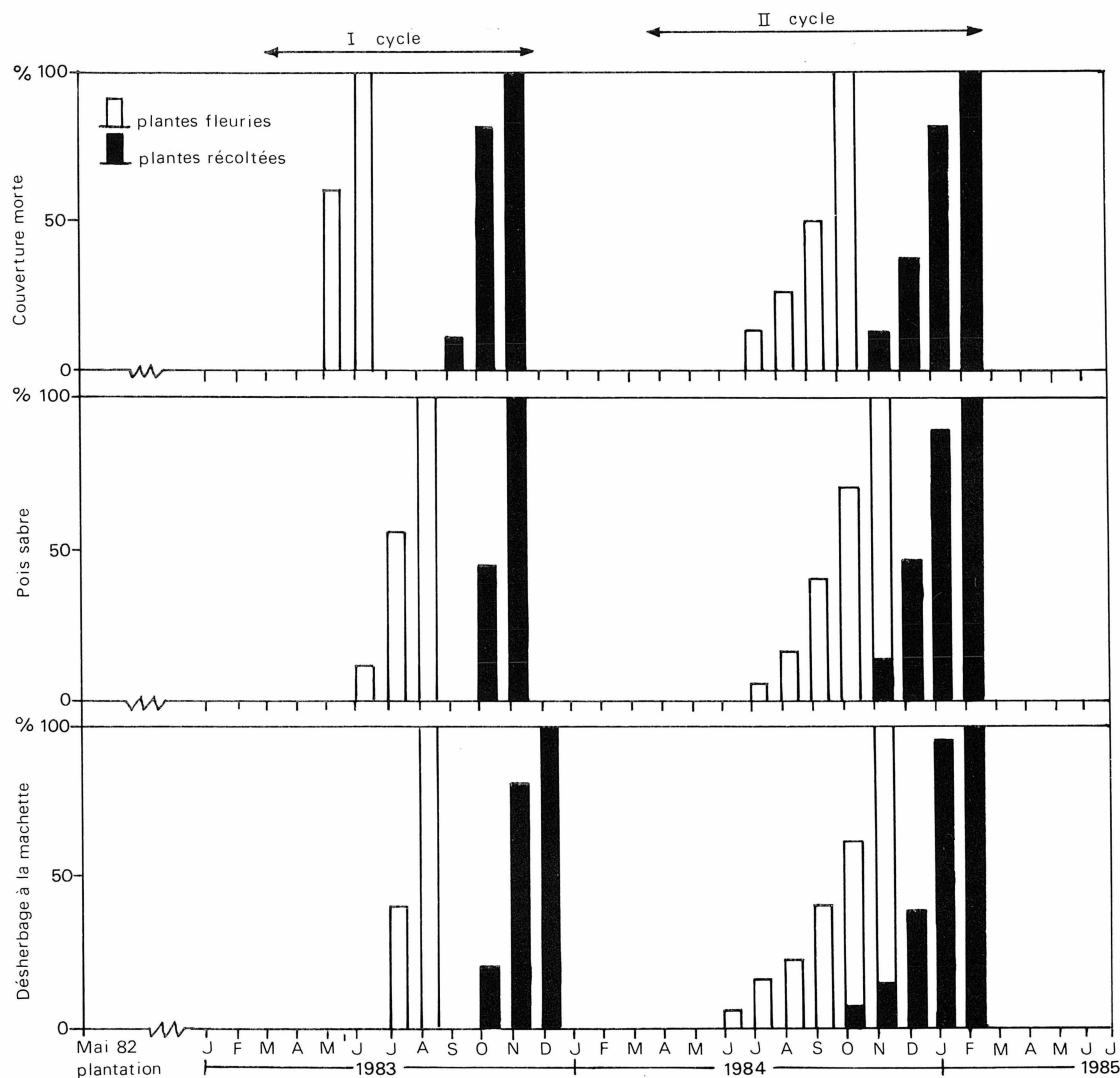 I cycle
II cycle
% 100
50
0
Couverture morte
plantes fleuries
plantes récoltées
% 100
50
0
Pois sabre
% 100
50
0
Désherbage à la machette
Mai 82
plantation
J F M A M J J A S O N D J F M A M J J A S O N D J F M A M J J
1983 1984 1985